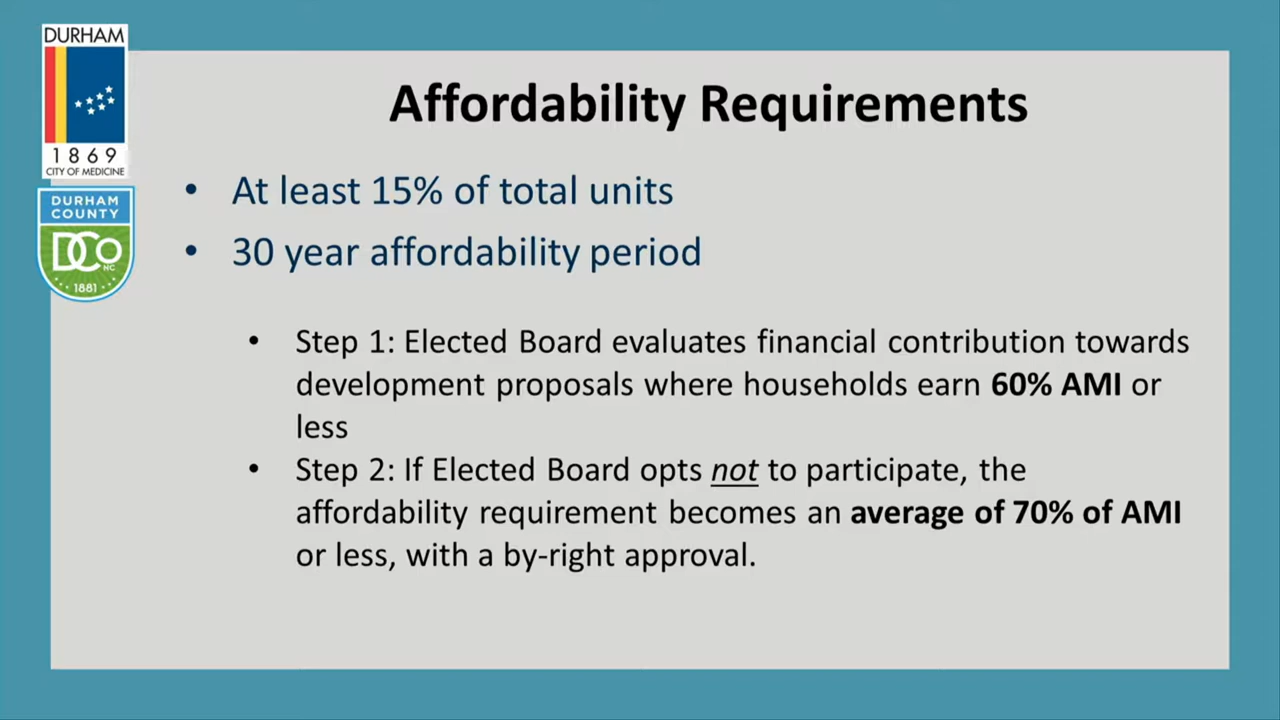 DURHAM
1869
CITY OF MEDICINE
DURHAM
COUNTY
DCO
NC
1881
Affordability Requirements
• At least 15% of total units
• 30 year affordability period
• Step 1: Elected Board evaluates financial contribution towards
development proposals where households earn 60% AMI or
less
• Step 2: If Elected Board opts not to participate, the
affordability requirement becomes an average of 70% of AMI
or less, with a by-right approval.